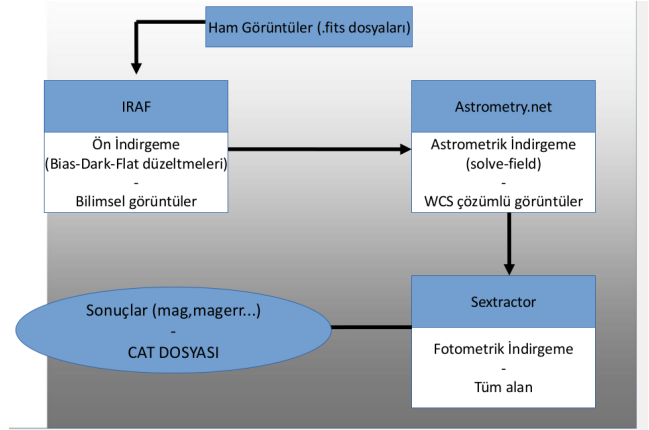 Ham Görüntüler (.fits dosyaları)
IRAF
Ön İndirgeme
(Bias-Dark-Flat düzeltmeleri)
-
Bilimsel görüntüler
Astrometry.net
Astrometrik İndirgeme
(solve-field)
-
WCS çözümlü görüntüler
Sextractor
Fotometrik İndirgeme
-
Tüm alan
Sonuçlar (mag,magerr...)
-
CAT DOSYASI